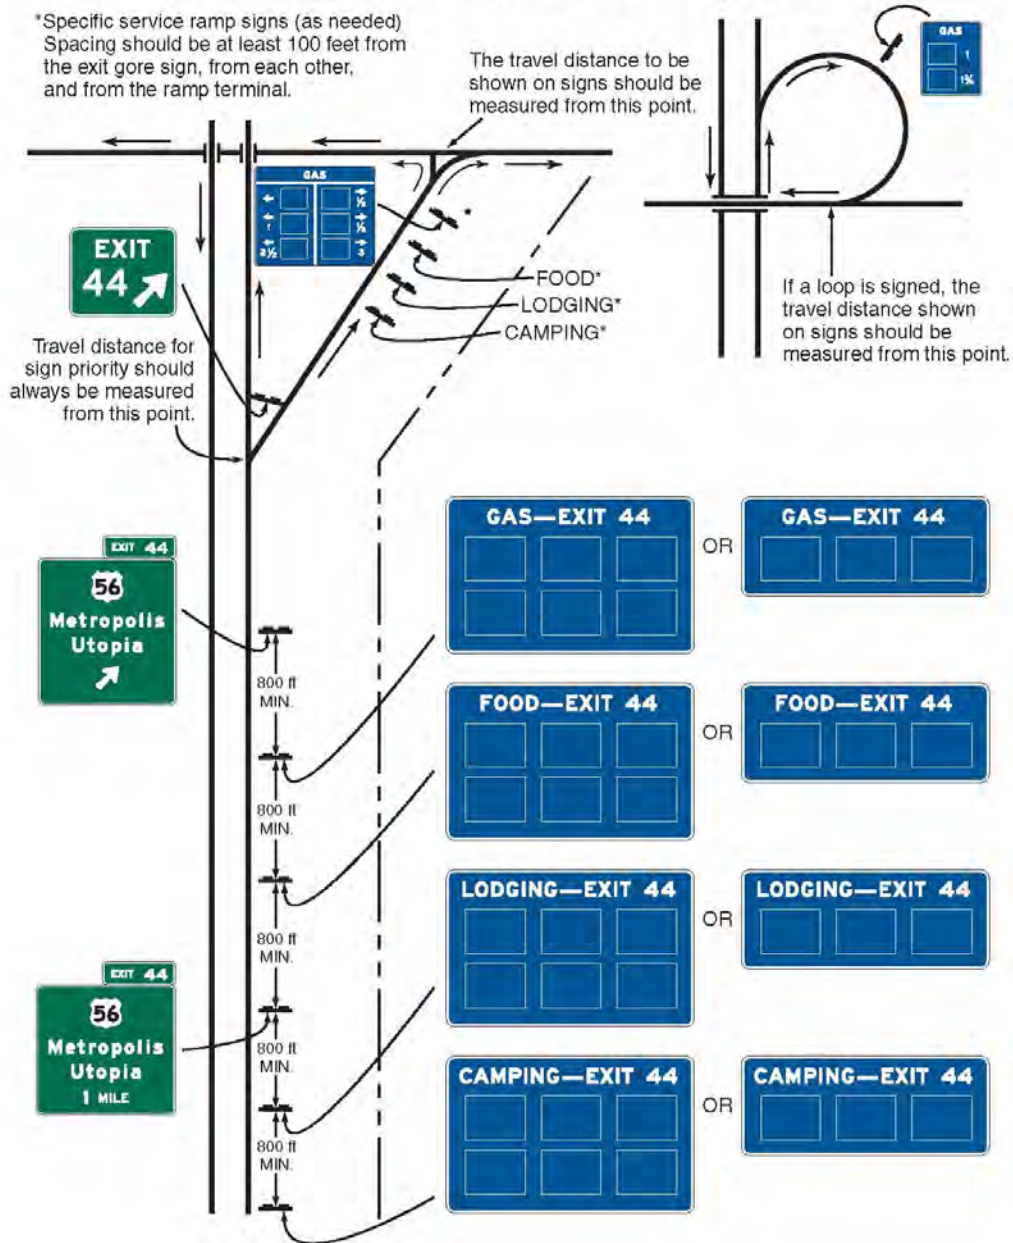 *Specific service ramp signs (as needed)
Spacing should be at least 100 feet from
the exit gore sign, from each other,
and from the ramp terminal.
The travel distance to be
shown on signs should be
measured from this point.
GAS
1
1¼
GAS
½
1
½
2½
3
EXIT
44
FOOD*
LODGING*
CAMPING*
*
If a loop is signed, the
travel distance shown
on signs should be
measured from this point.
Travel distance for
sign priority should
always be measured
from this point.
EXIT 44
56
Metropolis
Utopia
800 ft
MIN.
GAS—EXIT 44
OR
GAS—EXIT 44
800 ft
MIN.
FOOD—EXIT 44
OR
FOOD—EXIT 44
800 ft
MIN.
LODGING—EXIT 44
OR
LODGING—EXIT 44
EXIT 44
56
Metropolis
Utopia
1 MILE
800 ft
MIN.
CAMPING—EXIT 44
OR
CAMPING—EXIT 44
800 ft
MIN.